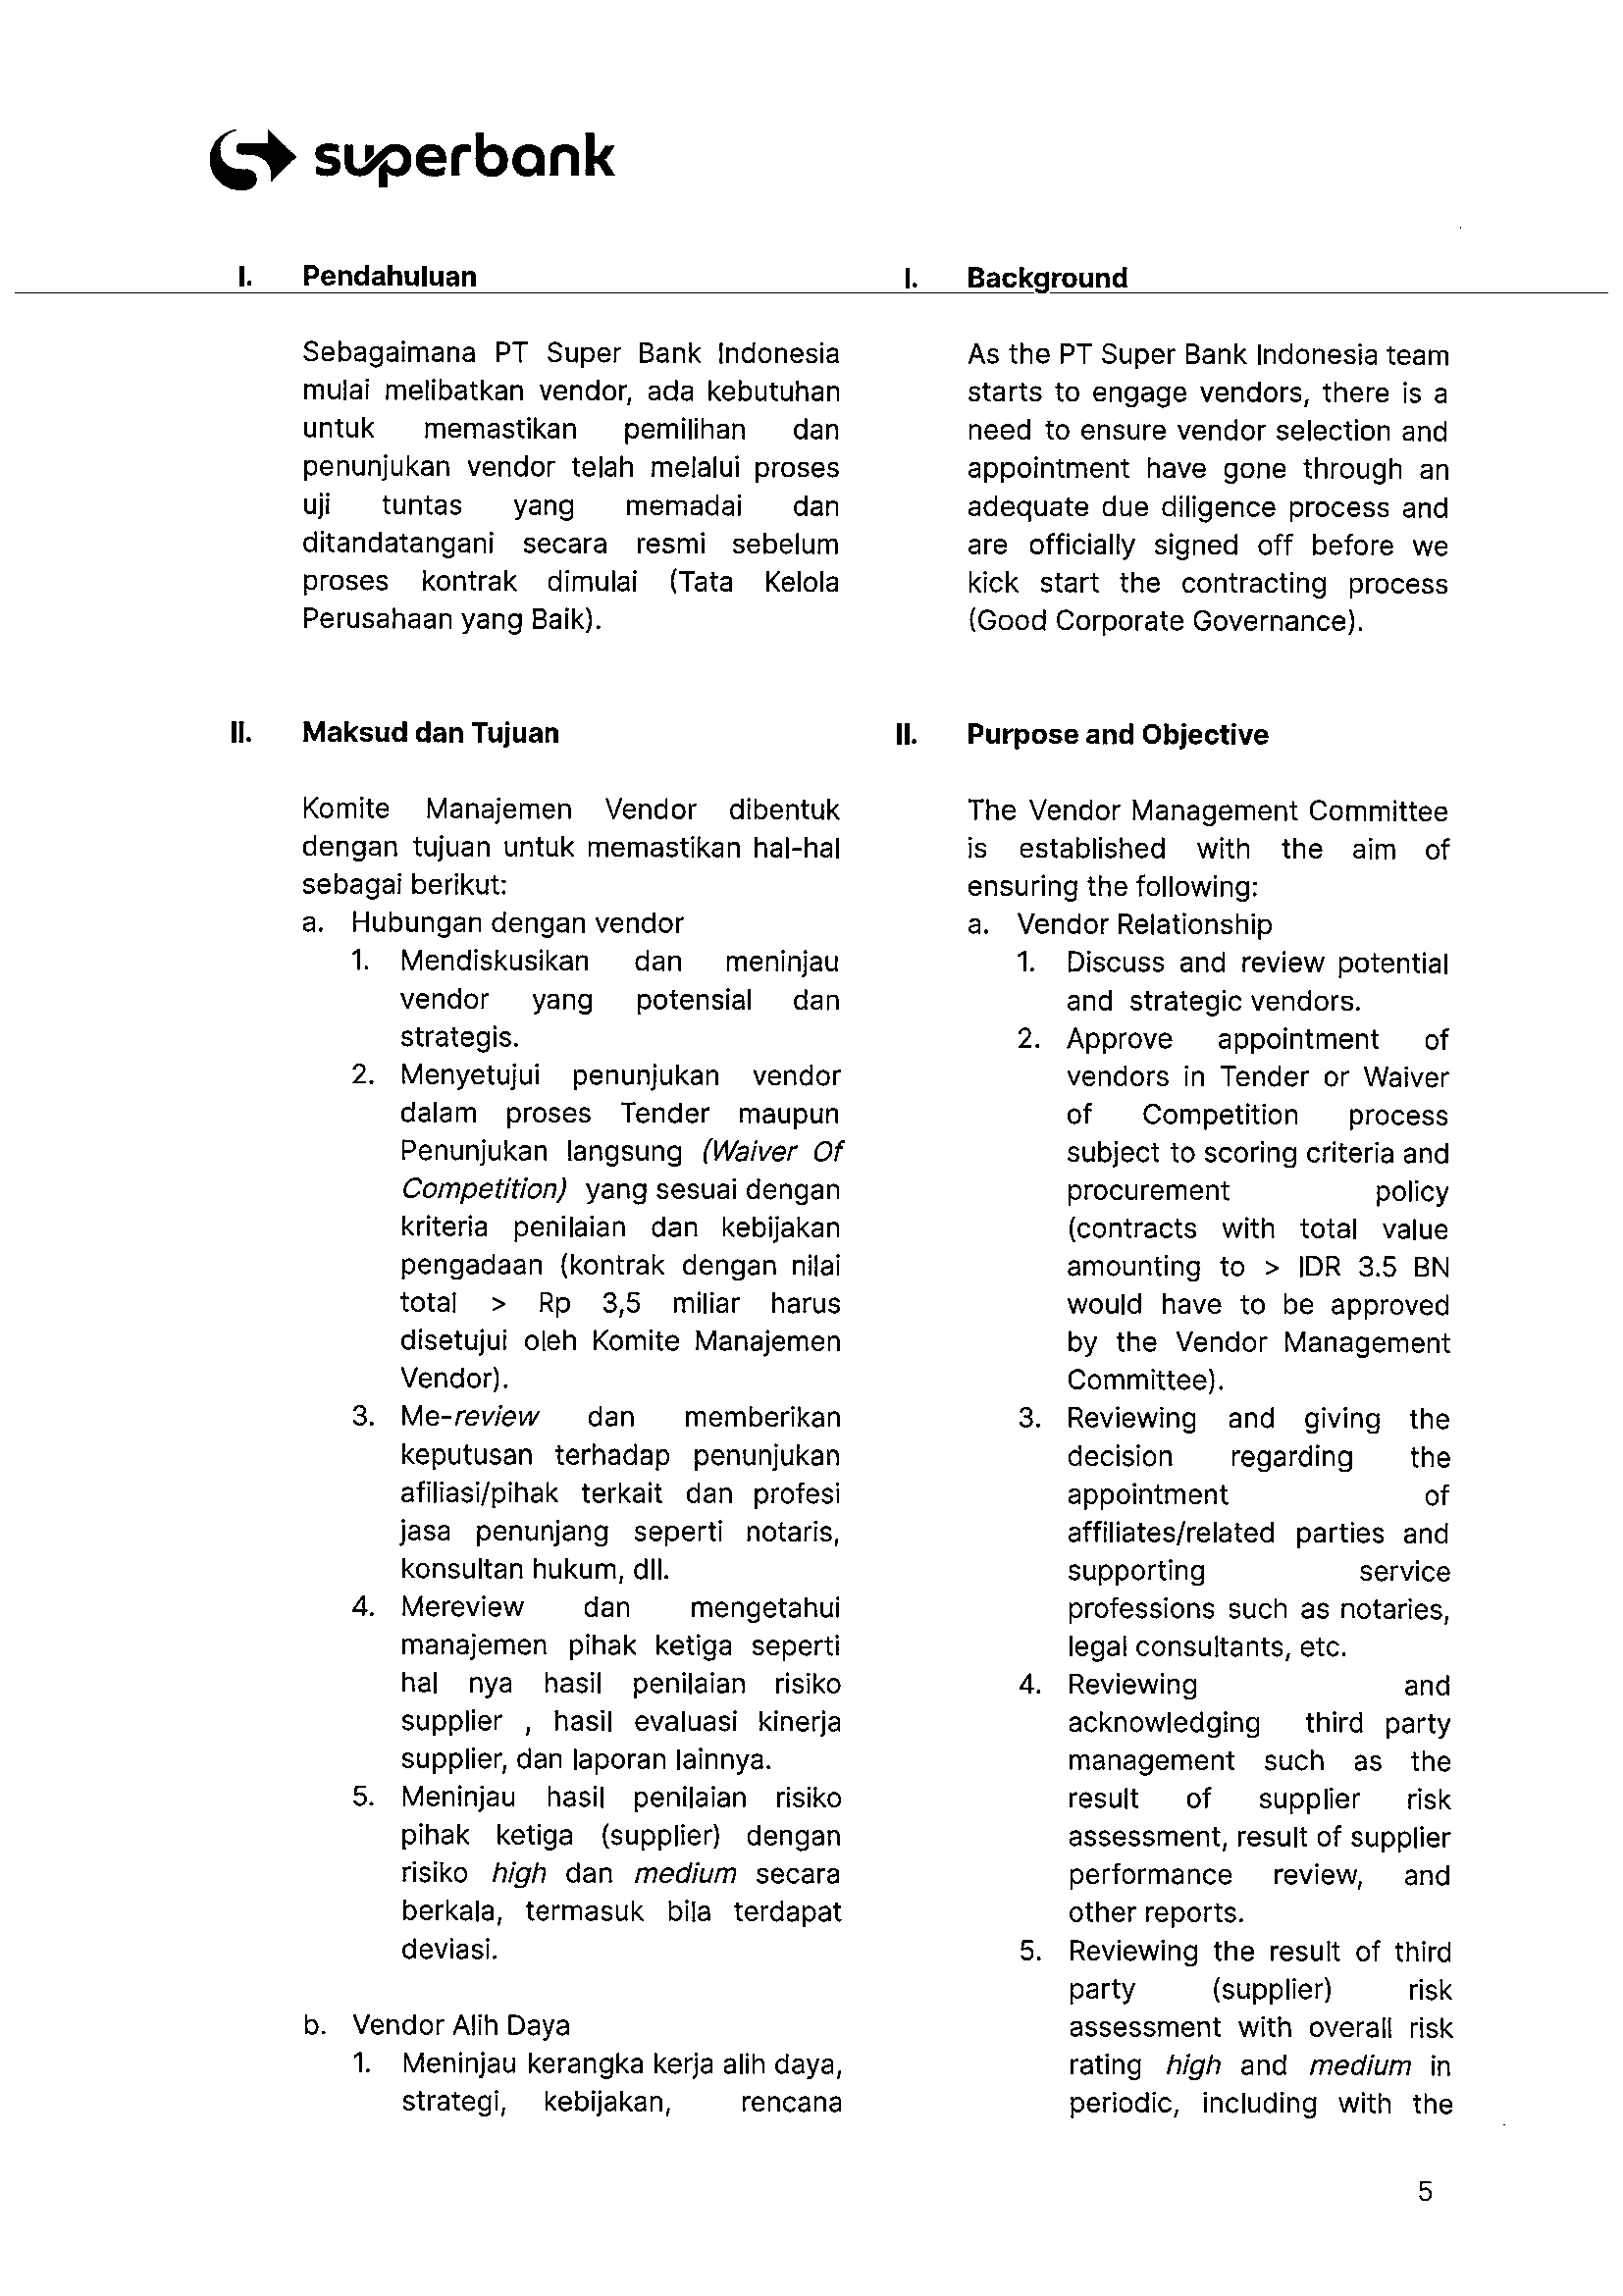 superbank
I. Pendahuluan
Sebagaimana PT Super Bank Indonesia
mulai melibatkan vendor, ada kebutuhan
untuk memastikan pemilihan dan
penunjukan vendor telah melalui proses
uji tuntas yang memadai dan
ditandatangani secara resmi sebelum
proses kontrak dimulai (Tata Kelola
Perusahaan yang Baik).
II. Maksud dan Tujuan
Komite Manajemen Vendor dibentuk
dengan tujuan untuk memastikan hal-hal
sebagai berikut:
a. Hubungan dengan vendor
1. Mendiskusikan dan meninjau
vendor yang potensial dan
strategis.
2. Menyetujui penunjukan vendor
dalam proses Tender maupun
Penunjukan langsung (Waiver Of
Competition) yang sesuai dengan
kriteria penilaian dan kebijakan
pengadaan (kontrak dengan nilai
total > Rp 3,5 miliar harus
disetujui oleh Komite Manajemen
Vendor).
3. Me-review dan memberikan
keputusan terhadap penunjukan
afiliasi/pihak terkait dan profesi
jasa penunjang seperti notaris,
konsultan hukum, dll.
4. Mereview dan mengetahui
manajemen pihak ketiga seperti
hal nya hasil penilaian risiko
supplier , hasil evaluasi kinerja
supplier, dan laporan lainnya.
5. Meninjau hasil penilaian risiko
pihak ketiga (supplier) dengan
risiko high dan medium secara
berkala, termasuk bila terdapat
deviasi.
b. Vendor Alih Daya
1. Meninjau kerangka kerja alih daya,
strategi, kebijakan, rencana
I. Background
As the PT Super Bank Indonesia team
starts to engage vendors, there is a
need to ensure vendor selection and
appointment have gone through an
adequate due diligence process and
are officially signed off before we
kick start the contracting process
(Good Corporate Governance).
II. Purpose and Objective
The Vendor Management Committee
is established with the aim of
ensuring the following:
a. Vendor Relationship
1. Discuss and review potential
and strategic vendors.
2. Approve appointment of
vendors in Tender or Waiver
of Competition process
subject to scoring criteria and
procurement policy
(contracts with total value
amounting to > IDR 3.5 BN
would have to be approved
by the Vendor Management
Committee).
3. Reviewing and giving the
decision regarding the
appointment of
affiliates/related parties and
supporting service
professions such as notaries,
legal consultants, etc.
4. Reviewing and
acknowledging third party
management such as the
result of supplier risk
assessment, result of supplier
performance review, and
other reports.
5. Reviewing the result of third
party (supplier) risk
assessment with overall risk
rating high and medium in
periodic, including with the
5